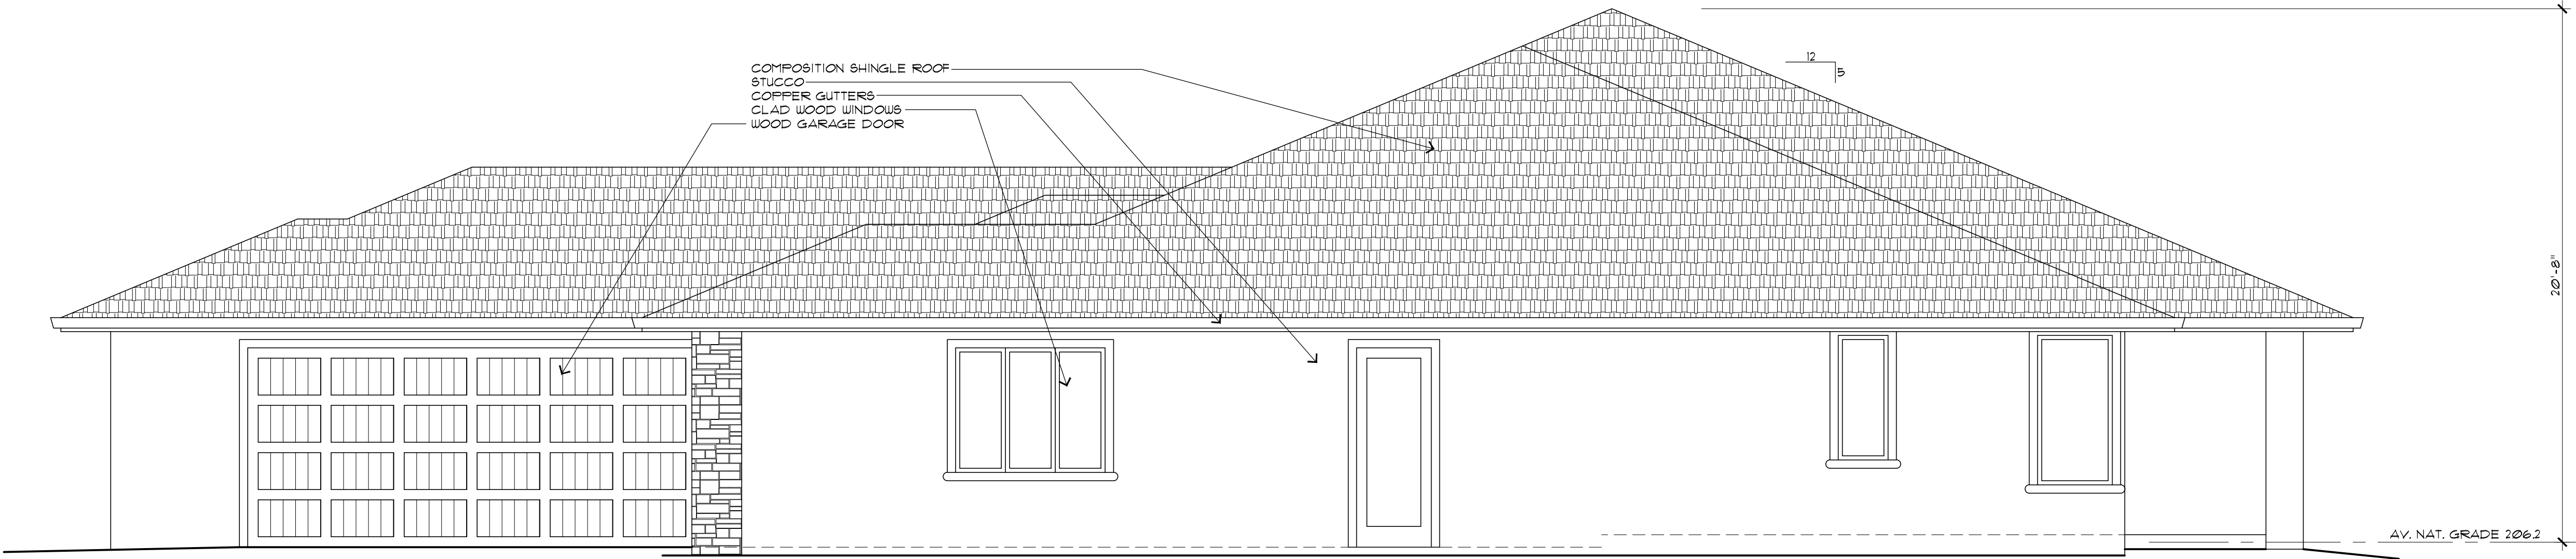 COMPOSITION SHINGLE ROOF
STUCCO
COPPER GUTTERS
CLAD WOOD WINDOWS
WOOD GARAGE DOOR
12
5
20'-8"
AV. NAT. GRADE 206.2